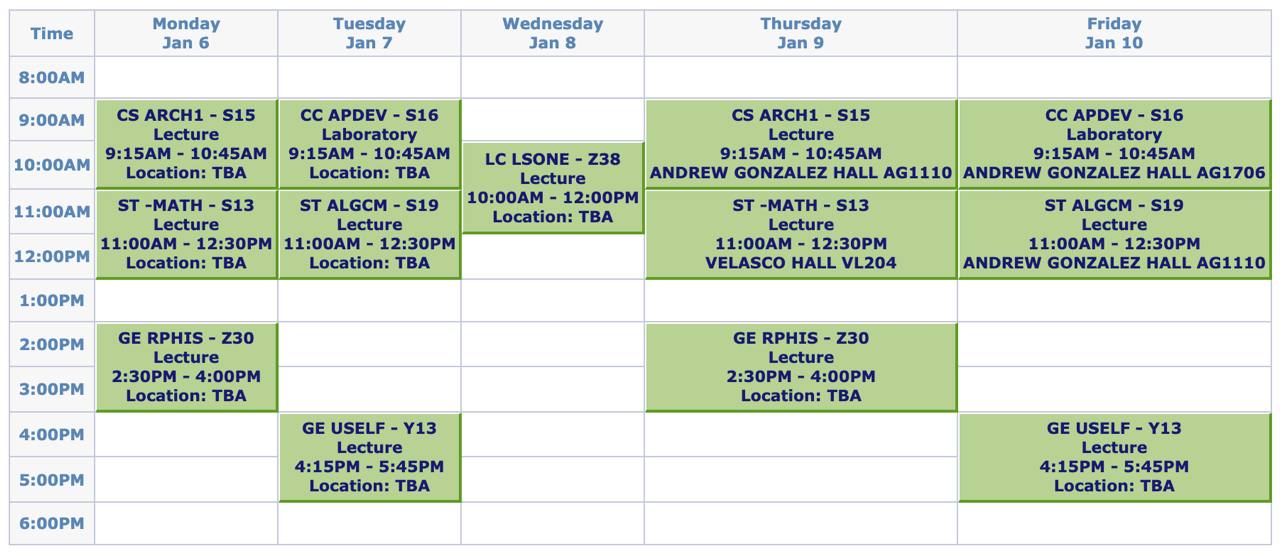 Time
Monday
Jan 6
Tuesday
Jan 7
Wednesday
Jan 8
Thursday
Jan 9
Friday
Jan 10
8:00AM
9:00AM
CS ARCH1 - S15
Lecture
9:15AM - 10:45AM
Location: TBA
CC APDEV - S16
Laboratory
9:15AM - 10:45AM
Location: TBA
CS ARCH1 - S15
Lecture
9:15AM - 10:45AM
ANDREW GONZALEZ HALL AG1110
CC APDEV - S16
Laboratory
9:15AM - 10:45AM
ANDREW GONZALEZ HALL AG1706
10:00AM
LC LSONE - Z38
Lecture
10:00AM - 12:00PM
Location: TBA
11:00AM
ST -MATH - S13
Lecture
11:00AM - 12:30PM
Location: TBA
ST ALGCM - S19
Lecture
11:00AM - 12:30PM
Location: TBA
ST -MATH - S13
Lecture
11:00AM - 12:30PM
VELASCO HALL VL204
ST ALGCM - S19
Lecture
11:00AM - 12:30PM
ANDREW GONZALEZ HALL AG1110
12:00PM
1:00PM
2:00PM
GE RPHIS - Z30
Lecture
2:30PM - 4:00PM
Location: TBA
GE RPHIS - Z30
Lecture
2:30PM - 4:00PM
Location: TBA
3:00PM
4:00PM
GE USELF - Y13
Lecture
4:15PM - 5:45PM
Location: TBA
GE USELF - Y13
Lecture
4:15PM - 5:45PM
Location: TBA
5:00PM
6:00PM